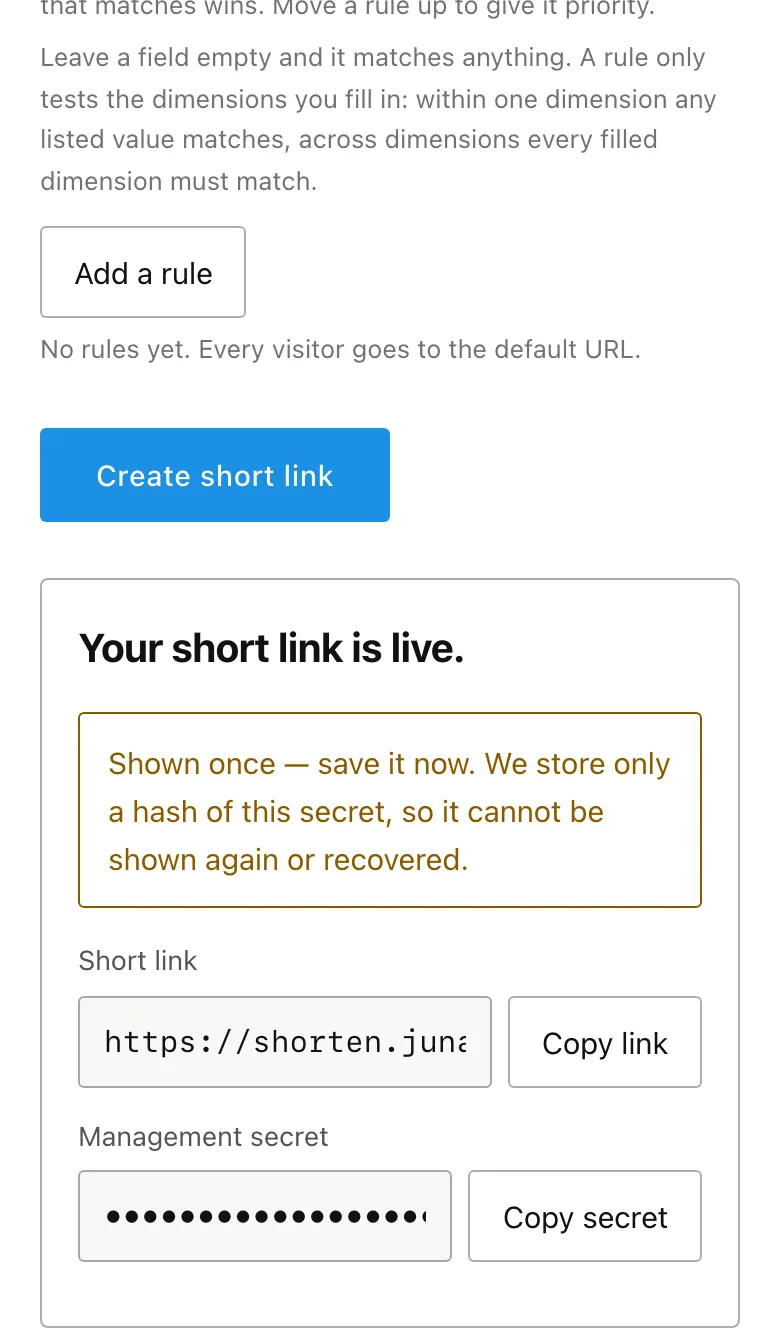 that matches wins. Move a rule up to give it priority.
Leave a field empty and it matches anything. A rule only
tests the dimensions you fill in: within one dimension any
listed value matches, across dimensions every filled
dimension must match.
Add a rule
No rules yet. Every visitor goes to the default URL.
Create short link
Your short link is live.
Shown once — save it now. We store only
a hash of this secret, so it cannot be
shown again or recovered.
Short link
https://shorten.juna
Copy link
Management secret
••••••••••••••••••
Copy secret